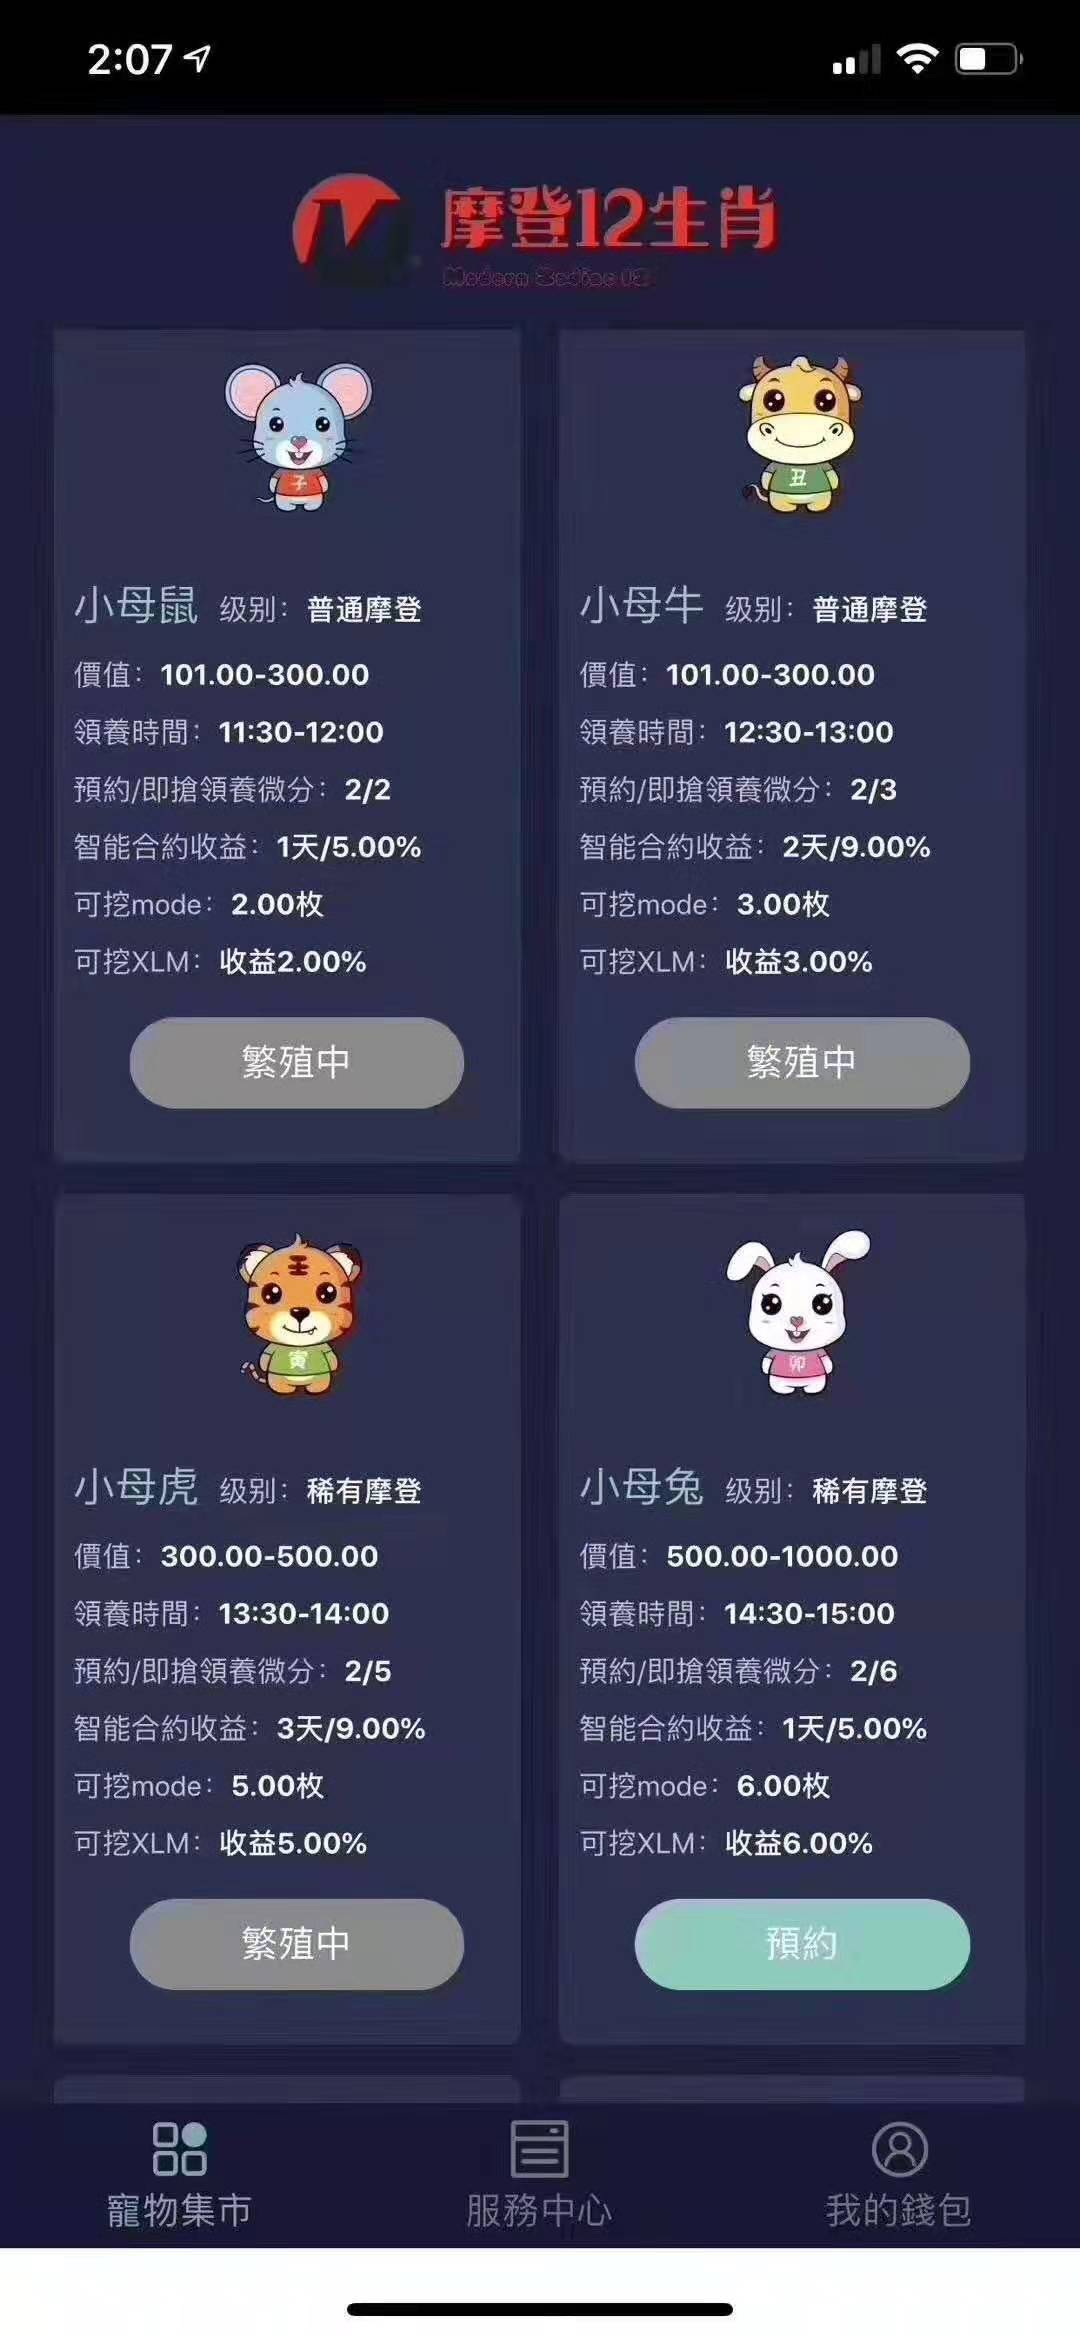 2:07
摩登12生肖
子
丑
小母鼠 级别：普通摩登
價值：101.00-300.00
領養時間：11:30-12:00
預約/即搶領養微分：2/2
智能合約收益：1天/5.00%
可挖mode：2.00枚
可挖XLM：收益2.00%
繁殖中
小母牛 级别：普通摩登
價值：101.00-300.00
領養時間：12:30-13:00
預約/即搶領養微分：2/3
智能合約收益：2天/9.00%
可挖mode：3.00枚
可挖XLM：收益3.00%
繁殖中
王
寅
卯
小母虎 级别：稀有摩登
價值：300.00-500.00
領養時間：13:30-14:00
預約/即搶領養微分：2/5
智能合約收益：3天/9.00%
可挖mode：5.00枚
可挖XLM：收益5.00%
繁殖中
小母兔 级别：稀有摩登
價值：500.00-1000.00
領養時間：14:30-15:00
預約/即搶領養微分：2/6
智能合約收益：1天/5.00%
可挖mode：6.00枚
可挖XLM：收益6.00%
預約
寵物集市
服務中心
我的錢包